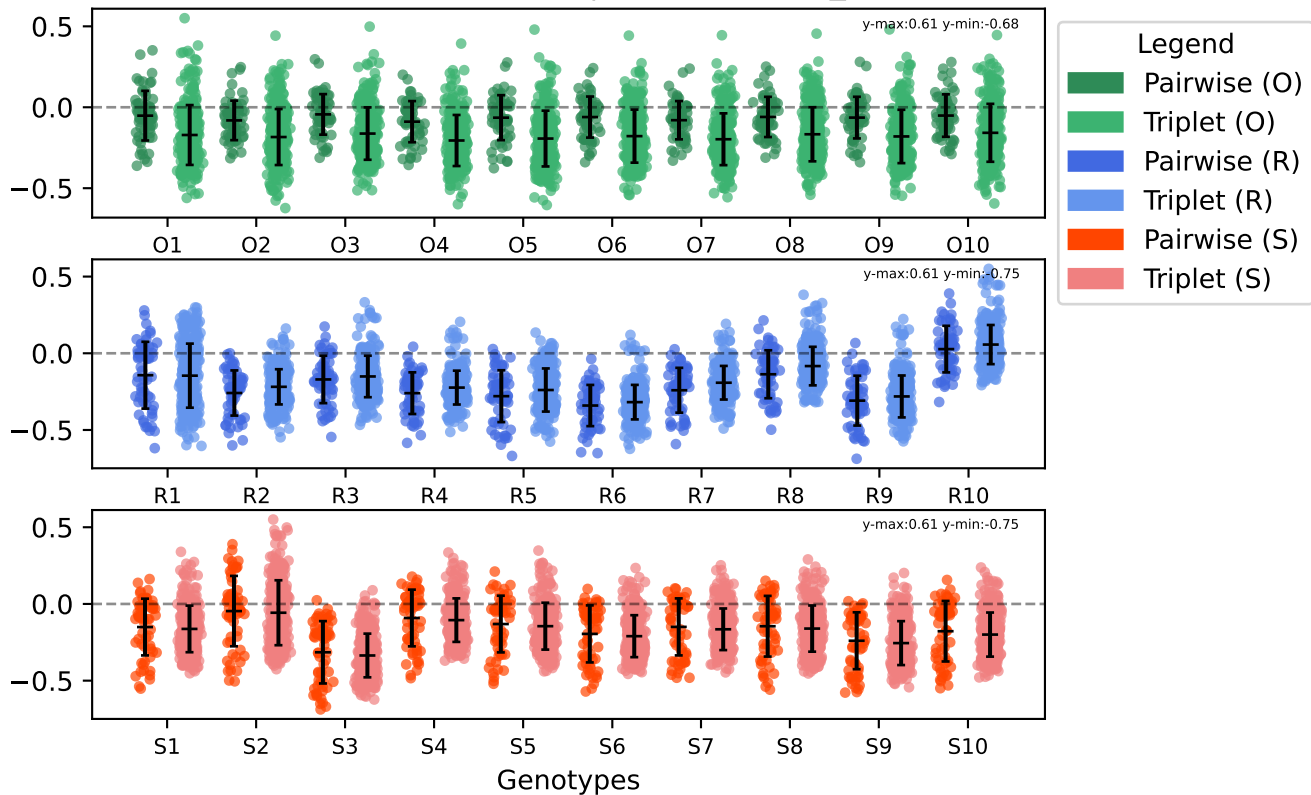 y-max:0.61 y-min:-0.68
0.5
0.0
−0.5
O1 O2 O3 O4 O5 O6 O7 O8 O9 O10
y-max:0.61 y-min:-0.75
0.5
0.0
−0.5
R1 R2 R3 R4 R5 R6 R7 R8 R9 R10
y-max:0.61 y-min:-0.75
0.5
0.0
−0.5
S1 S2 S3 S4 S5 S6 S7 S8 S9 S10
Genotypes
Legend
Pairwise (O)
Triplet (O)
Pairwise (R)
Triplet (R)
Pairwise (S)
Triplet (S)